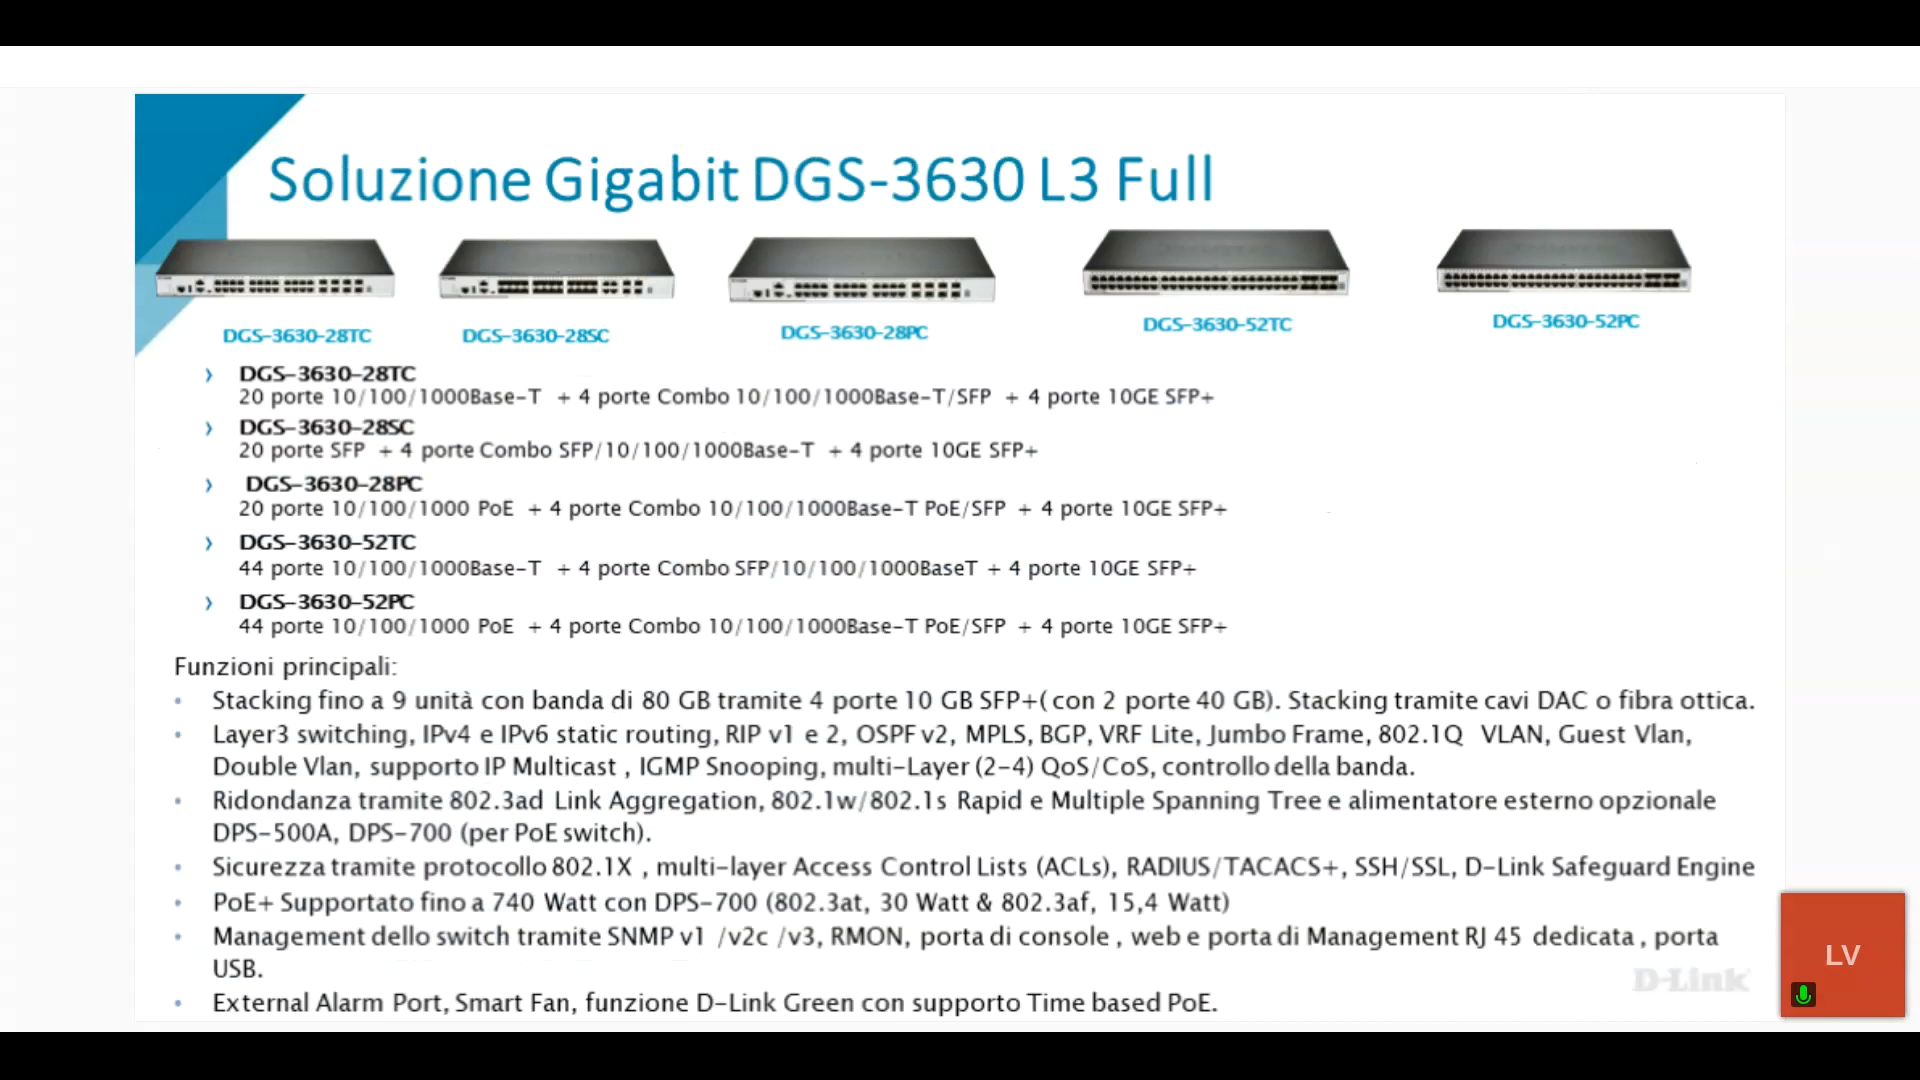 Soluzione Gigabit DGS-3630 L3 Full
DGS-3630-28TC
DGS-3630-28SC
DGS-3630-28PC
DGS-3630-52TC
DGS-3630-52PC
› DGS-3630-28TC
20 porte 10/100/1000Base-T + 4 porte Combo 10/100/1000Base-T/SFP + 4 porte 10GE SFP+
› DGS-3630-28SC
20 porte SFP + 4 porte Combo SFP/10/100/1000Base-T + 4 porte 10GE SFP+
› DGS-3630-28PC
20 porte 10/100/1000 PoE + 4 porte Combo 10/100/1000Base-T PoE/SFP + 4 porte 10GE SFP+
› DGS-3630-52TC
44 porte 10/100/1000Base-T + 4 porte Combo SFP/10/100/1000BaseT + 4 porte 10GE SFP+
› DGS-3630-52PC
44 porte 10/100/1000 PoE + 4 porte Combo 10/100/1000Base-T PoE/SFP + 4 porte 10GE SFP+
Funzioni principali:
• Stacking fino a 9 unità con banda di 80 GB tramite 4 porte 10 GB SFP+( con 2 porte 40 GB). Stacking tramite cavi DAC o fibra ottica.
• Layer3 switching, IPv4 e IPv6 static routing, RIP v1 e 2, OSPF v2, MPLS, BGP, VRF Lite, Jumbo Frame, 802.1Q VLAN, Guest Vlan,
Double Vlan, supporto IP Multicast , IGMP Snooping, multi-Layer (2-4) QoS/CoS, controllo della banda.
• Ridondanza tramite 802.3ad Link Aggregation, 802.1w/802.1s Rapid e Multiple Spanning Tree e alimentatore esterno opzionale
DPS-500A, DPS-700 (per PoE switch).
• Sicurezza tramite protocollo 802.1X , multi-layer Access Control Lists (ACLs), RADIUS/TACACS+, SSH/SSL, D-Link Safeguard Engine
• PoE+ Supportato fino a 740 Watt con DPS-700 (802.3at, 30 Watt & 802.3af, 15,4 Watt)
• Management dello switch tramite SNMP v1 /v2c /v3, RMON, porta di console , web e porta di Management RJ 45 dedicata , porta
USB.
• External Alarm Port, Smart Fan, funzione D-Link Green con supporto Time based PoE.
D-Link
LV